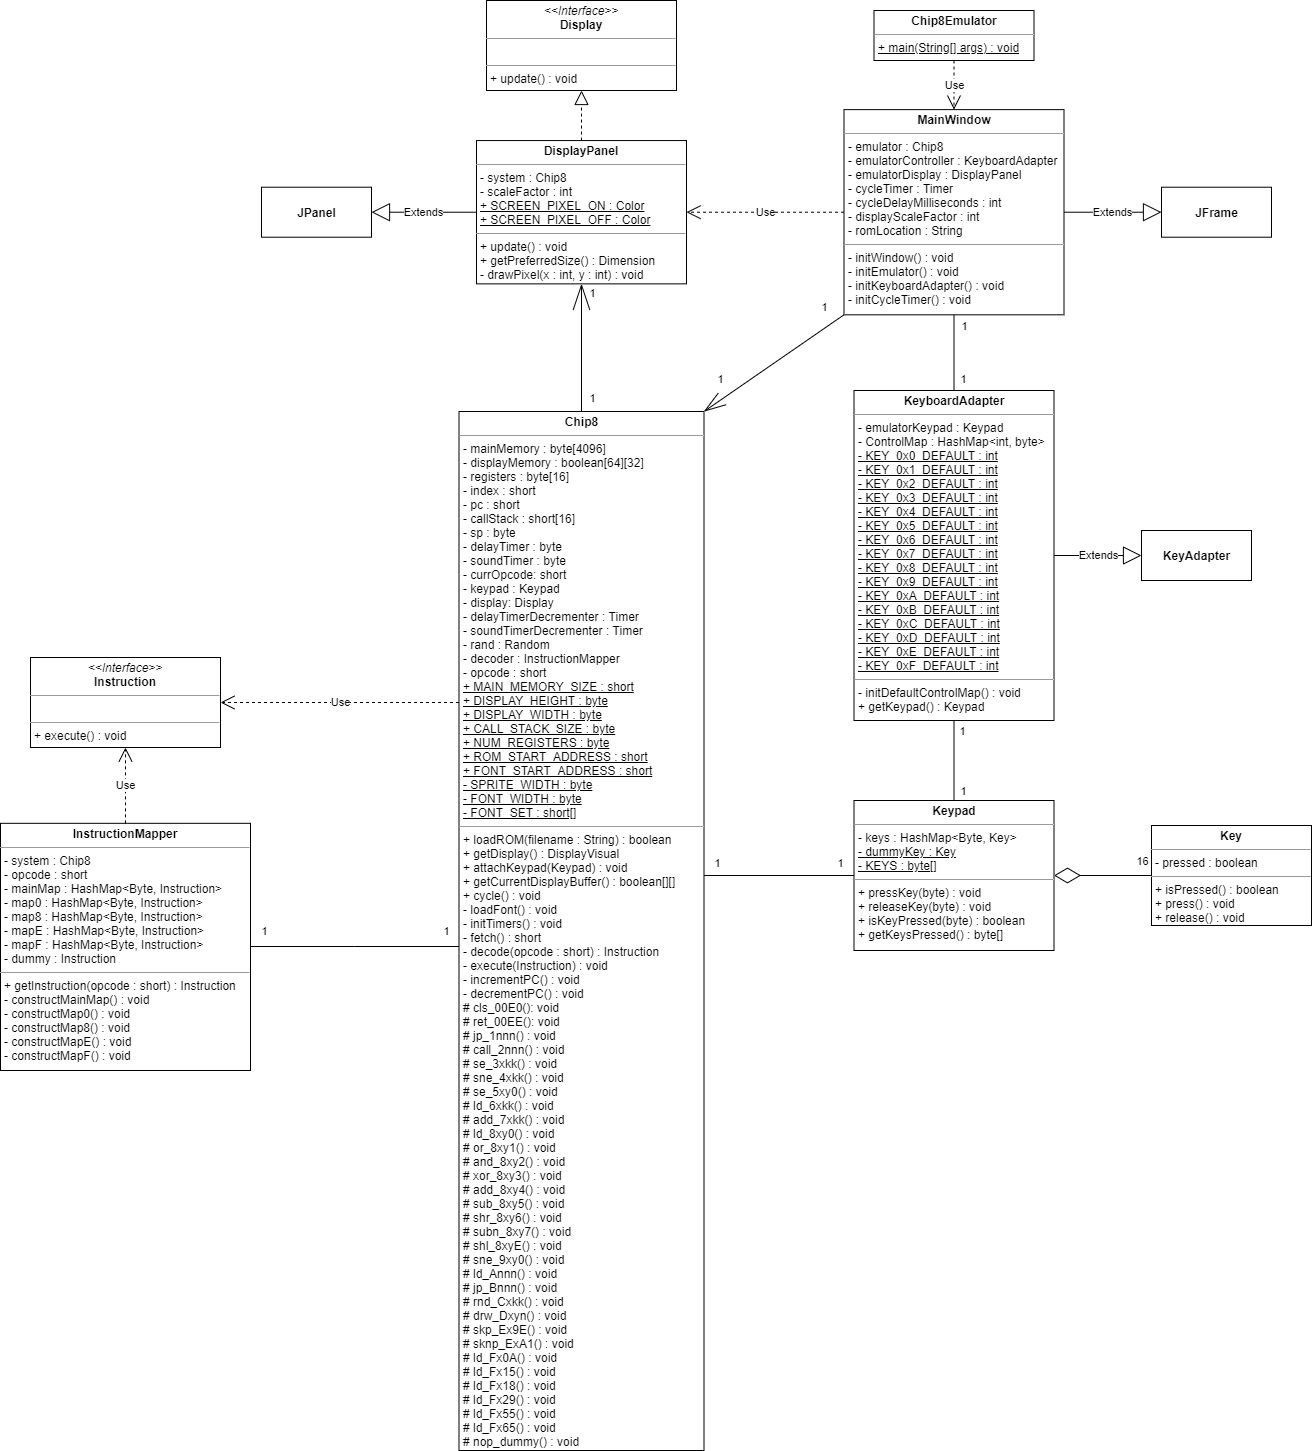 <<Interface>>
Display
+ update() : void
Chip8Emulator
+ main(String[] args) : void
Use
MainWindow
- emulator : Chip8
- emulatorController : KeyboardAdapter
- emulatorDisplay : DisplayPanel
- cycleTimer : Timer
- cycleDelayMilliseconds : int
- displayScaleFactor : int
- romLocation : String
- initWindow() : void
- initEmulator() : void
- initKeyboardAdapter() : void
- initCycleTimer() : void
DisplayPanel
- system : Chip8
- scaleFactor : int
+ SCREEN_PIXEL_ON : Color
+ SCREEN_PIXEL_OFF : Color
+ update() : void
+ getPreferredSize() : Dimension
- drawPixel(x : int, y : int) : void
JPanel
Extends
Use
Extends
JFrame
1
1
1
1
1
1
Chip8
- mainMemory : byte[4096]
- displayMemory : boolean[64][32]
- registers : byte[16]
- index : short
- pc : short
- callStack : short[16]
- sp : byte
- delayTimer : byte
- soundTimer : byte
- currOpcode: short
- keypad : Keypad
- display: Display
- delayTimerDecrementer : Timer
- soundTimerDecrementer : Timer
- rand : Random
- decoder : InstructionMapper
- opcode : short
+ MAIN_MEMORY_SIZE : short
+ DISPLAY_HEIGHT : byte
+ DISPLAY_WIDTH : byte
+ CALL_STACK_SIZE : byte
+ NUM_REGISTERS : byte
+ ROM_START_ADDRESS : short
+ FONT_START_ADDRESS : short
- SPRITE_WIDTH : byte
- FONT_WIDTH : byte
- FONT_SET : short[]
+ loadROM(filename : String) : boolean
+ getDisplay() : DisplayVisual
+ attachKeypad(Keypad) : void
+ getCurrentDisplayBuffer() : boolean[][]
+ cycle() : void
- loadFont() : void
- initTimers() : void
- fetch() : short
- decode(opcode : short) : Instruction
- execute(Instruction) : void
- incrementPC() : void
- decrementPC() : void
# cls_00E0(): void
# ret_00EE(): void
# jp_1nnn() : void
# call_2nnn() : void
# se_3xkk() : void
# sne_4xkk() : void
# se_5xy0() : void
# ld_6xkk() : void
# add_7xkk() : void
# ld_8xy0() : void
# or_8xy1() : void
# and_8xy2() : void
# xor_8xy3() : void
# add_8xy4() : void
# sub_8xy5() : void
# shr_8xy6() : void
# subn_8xy7() : void
# shl_8xyE() : void
# sne_9xy0() : void
# ld_Annn() : void
# jp_Bnnn() : void
# rnd_Cxkk() : void
# drw_Dxyn() : void
# skp_Ex9E() : void
# sknp_ExA1() : void
# ld_Fx0A() : void
# ld_Fx15() : void
# ld_Fx18() : void
# ld_Fx29() : void
# ld_Fx55() : void
# ld_Fx65() : void
# nop_dummy() : void
KeyboardAdapter
- emulatorKeypad : Keypad
- ControlMap : HashMap<int, byte>
- KEY_0x0_DEFAULT : int
- KEY_0x1_DEFAULT : int
- KEY_0x2_DEFAULT : int
- KEY_0x3_DEFAULT : int
- KEY_0x4_DEFAULT : int
- KEY_0x5_DEFAULT : int
- KEY_0x6_DEFAULT : int
- KEY_0x7_DEFAULT : int
- KEY_0x8_DEFAULT : int
- KEY_0x9_DEFAULT : int
- KEY_0xA_DEFAULT : int
- KEY_0xB_DEFAULT : int
- KEY_0xC_DEFAULT : int
- KEY_0xD_DEFAULT : int
- KEY_0xE_DEFAULT : int
- KEY_0xF_DEFAULT : int
- initDefaultControlMap() : void
+ getKeypad() : Keypad
Extends
KeyAdapter
<<Interface>>
Instruction
+ execute() : void
Use
Use
InstructionMapper
- system : Chip8
- opcode : short
- mainMap : HashMap<Byte, Instruction>
- map0 : HashMap<Byte, Instruction>
- map8 : HashMap<Byte, Instruction>
- mapE : HashMap<Byte, Instruction>
- mapF : HashMap<Byte, Instruction>
- dummy : Instruction
+ getInstruction(opcode : short) : Instruction
- constructMainMap() : void
- constructMap0() : void
- constructMap8() : void
- constructMapE() : void
- constructMapF() : void
1
1
1
1
1
1
Keypad
- keys : HashMap<Byte, Key>
- dummyKey : Key
- KEYS : byte[]
+ pressKey(byte) : void
+ releaseKey(byte) : void
+ isKeyPressed(byte) : boolean
+ getKeysPressed() : byte[]
16
Key
- pressed : boolean
+ isPressed() : boolean
+ press() : void
+ release() : void